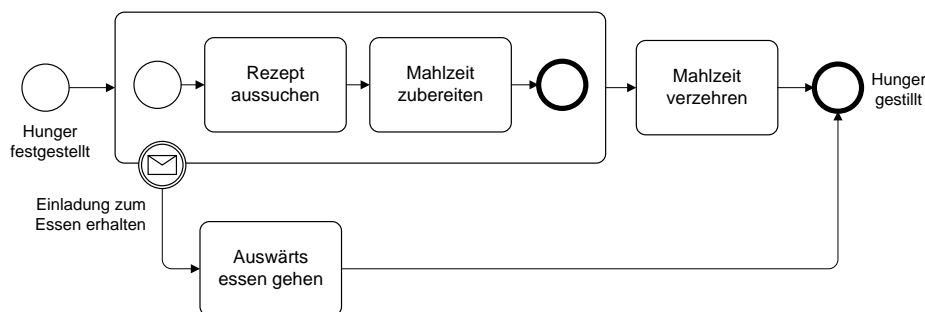 Hunger
festgestellt
Rezept
aussuchen
Mahlzeit
zubereiten
Mahlzeit
verzehren
Hunger
gestillt
Einladung zum
Essen erhalten
Auswärts
essen gehen